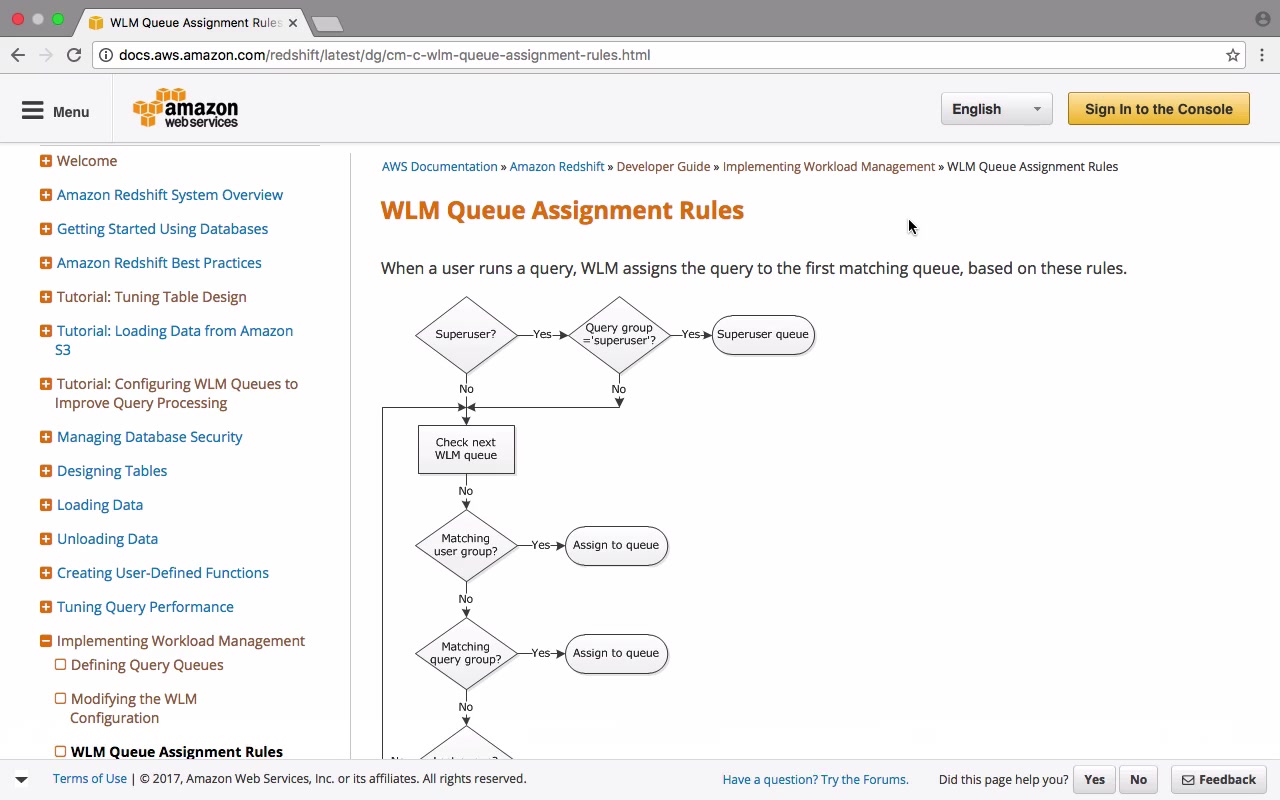 WLM Queue Assignment Rules
docs.aws.amazon.com/redshift/latest/dg/cm-c-wlm-queue-assignment-rules.html
Menu
amazon
web services
English
Sign In to the Console
Welcome
Amazon Redshift System Overview
Getting Started Using Databases
Amazon Redshift Best Practices
Tutorial: Tuning Table Design
Tutorial: Loading Data from Amazon
S3
Tutorial: Configuring WLM Queues to
Improve Query Processing
Managing Database Security
Designing Tables
Loading Data
Unloading Data
Creating User-Defined Functions
Tuning Query Performance
Implementing Workload Management
Defining Query Queues
Modifying the WLM
Configuration
WLM Queue Assignment Rules
AWS Documentation » Amazon Redshift » Developer Guide » Implementing Workload Management » WLM Queue Assignment Rules
WLM Queue Assignment Rules
When a user runs a query, WLM assigns the query to the first matching queue, based on these rules.
Superuser?
Yes
Query group
='superuser'?
Yes
Superuser queue
No
No
Check next
WLM queue
No
Matching
user group?
Yes
Assign to queue
No
Matching
query group?
Yes
Assign to queue
No
Terms of Use | © 2017, Amazon Web Services, Inc. or its affiliates. All rights reserved.
Have a question? Try the Forums.
Did this page help you?
Yes
No
Feedback